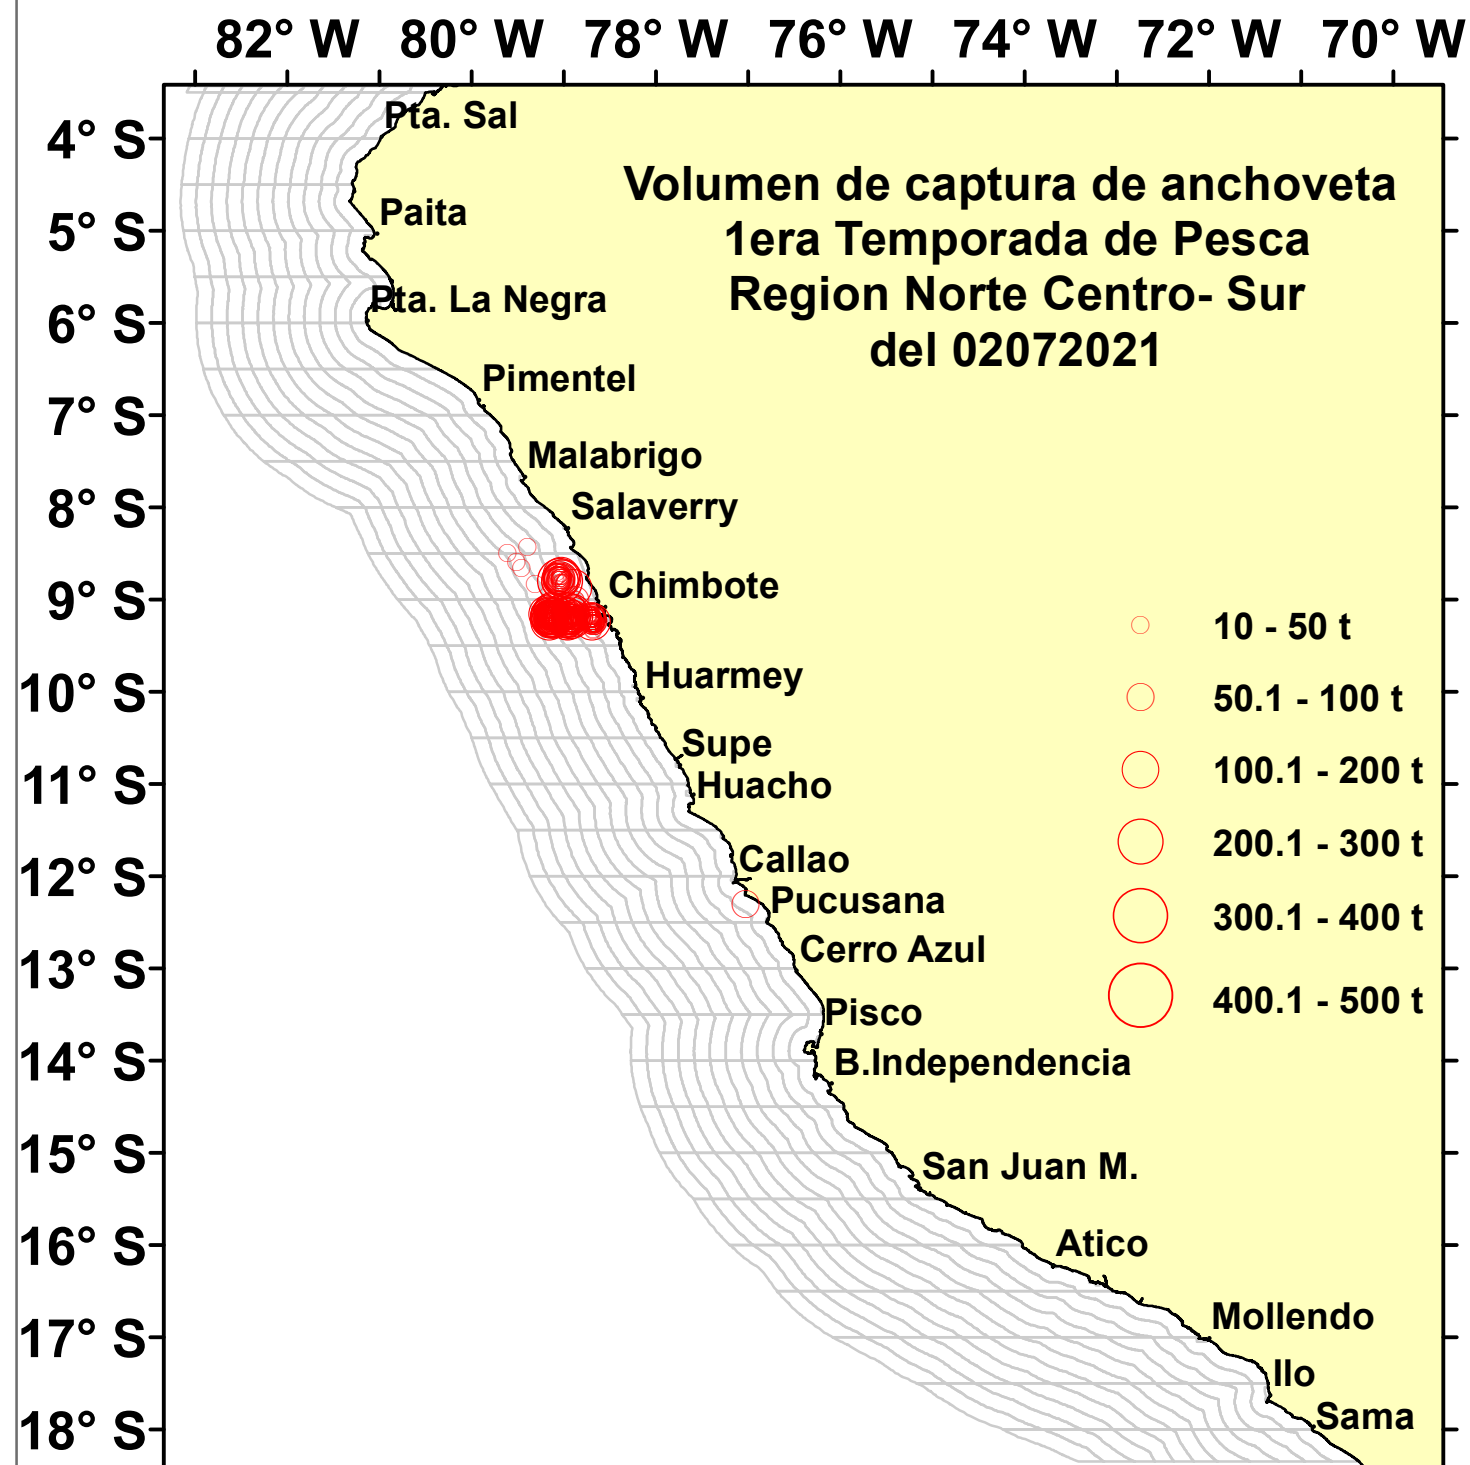 82° W 80° W 78° W 76° W 74° W 72° W 70° W
4° S
5° S
6° S
7° S
8° S
9° S
10° S
11° S
12° S
13° S
14° S
15° S
16° S
17° S
18° S
Volumen de captura de anchoveta
1era Temporada de Pesca
Region Norte Centro- Sur
del 02072021
Pta. Sal
Paita
Pta. La Negra
Pimentel
Malabrigo
Salaverry
Chimbote
Huarmey
Supe
Huacho
Callao
Pucusana
Cerro Azul
Pisco
B.Independencia
San Juan M.
Atico
Mollendo
Ilo
Sama
10 - 50 t
50.1 - 100 t
100.1 - 200 t
200.1 - 300 t
300.1 - 400 t
400.1 - 500 t